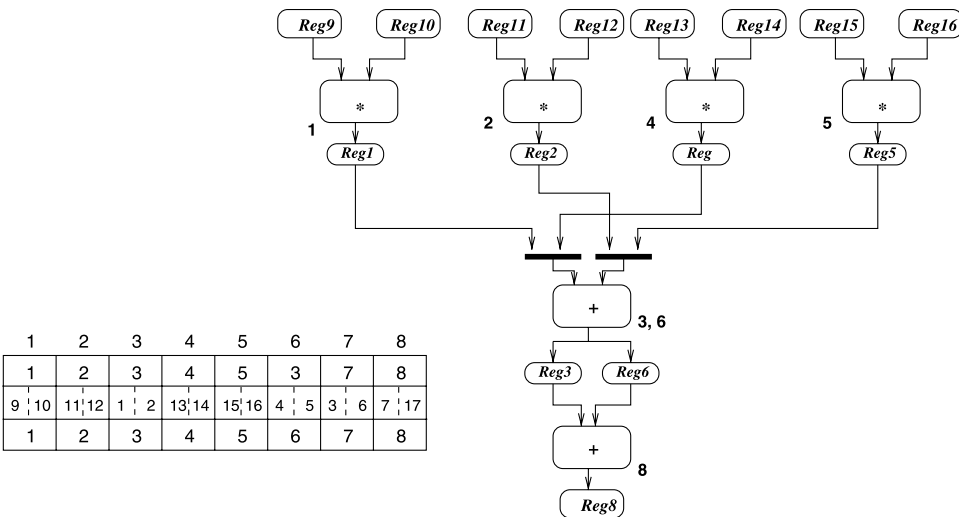 Reg9 Reg10 Reg11 Reg12 Reg13 Reg14 Reg15 Reg16
* * * *
1 2 4 5
Reg1 Reg2 Reg Reg5
+
3, 6
Reg3 Reg6
+
8
Reg8
1 2 3 4 5 6 7 8
1 2 3 4 5 3 7 8
9 10 11 12 1 2 13 14 15 16 4 5 3 6 7 17
1 2 3 4 5 6 7 8